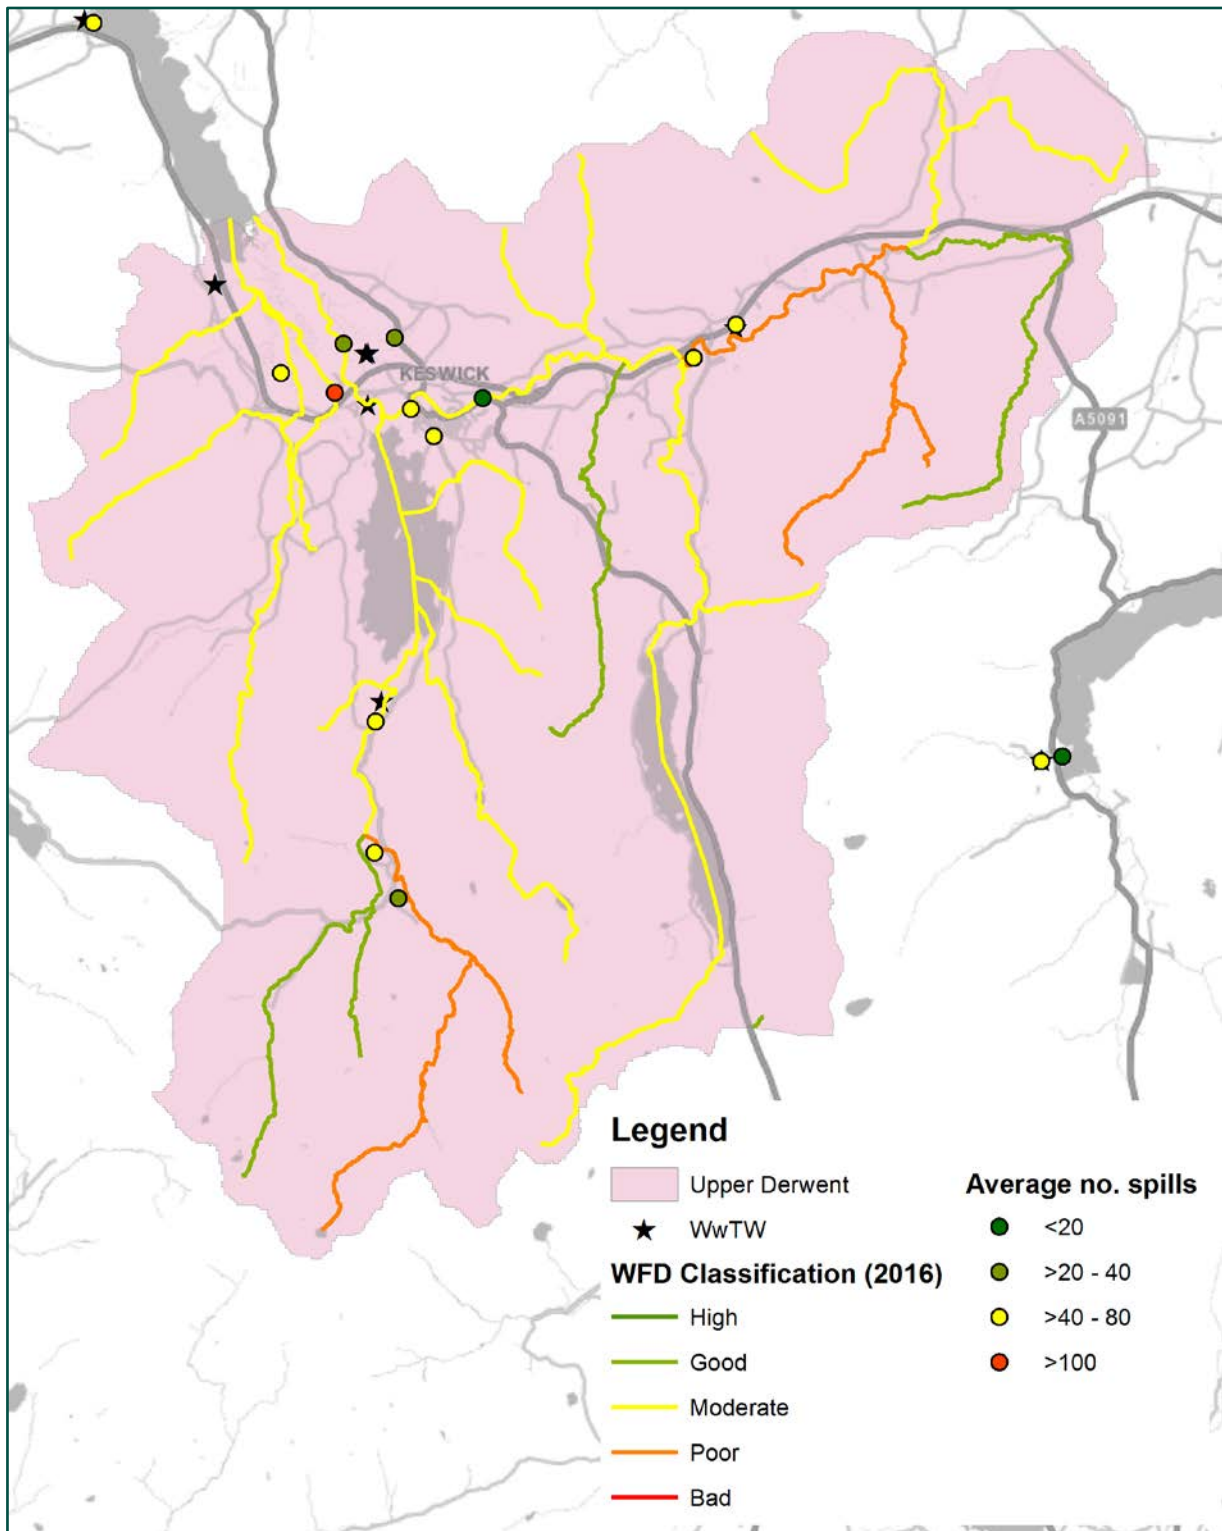 KESWICK
A5091
Legend
Upper Derwent
WwTW
WFD Classification (2016)
High
Good
Moderate
Poor
Bad
Average no. spills
<20
>20 - 40
>40 - 80
>100